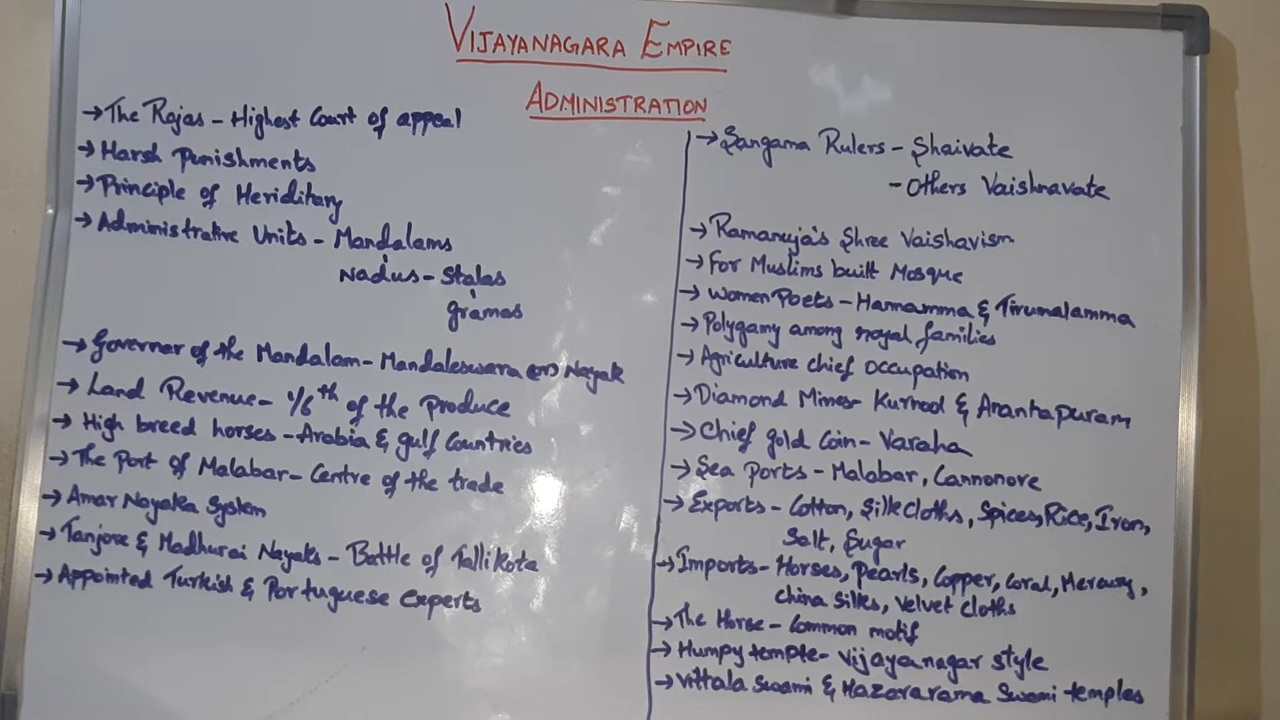 VIJAYANAGARA EMPIRE
ADMINISTRATION
→ The Rajas - Highest Court of appeal
→ Harsh Punishments
→ Principle of Heriditary
→ Administrative Units - Mandalams
Nadus - Stalas
gramas
→ Governer of the Mandalam - Mandaleswara (or) Nayak
→ Land Revenue - 1/6th of the Produce
→ High breed horses - Arabia & gulf Countries
→ The Port of Malabar - Centre of the trade
→ Amar Nayaka System
→ Tanjore & Madhurai Nayaks - Battle of Tallikota
→ Appointed Turkish & Portuguese experts
→ Sangama Rulers - Shaivate
- Others Vaishnavate
→ Ramanuja's Shree Vaishavism
→ For Muslims built Mosque
→ Women Poets - Hannamma & Tirumalamma
→ Polygamy among royal families
→ Agriculture chief occupation
→ Diamond Mines - Kurnool & Ananthapuram
→ Chief gold Coin - Varaha
→ Sea Ports - Malabar, Cannonore
→ Exports - Cotton, Silk Cloths, Spices, Rice, Iron,
Salt, Sugar
→ Imports - Horses, Pearls, Copper, Coral, Mercury,
China Silks, Velvet Cloths
→ The Horse - Common motif
→ Humpy temple - Vijayanagar style
→ Vittala Swami & Hazararama Swami temples